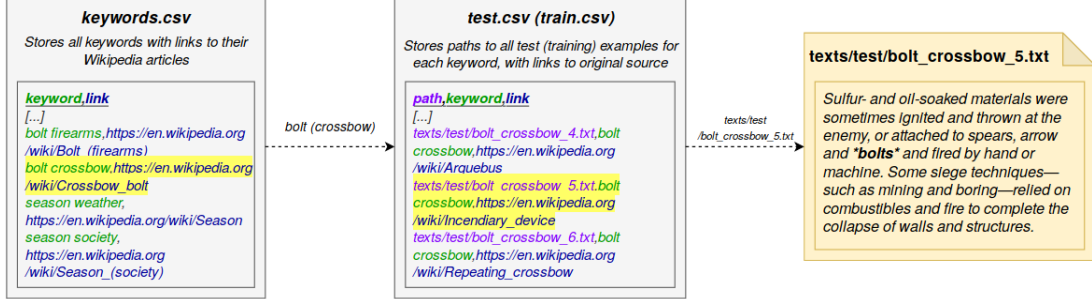 keywords.csv
Stores all keywords with links to their
Wikipedia articles
keyword,link
[...]
bolt firearms,https://en.wikipedia.org
/wiki/Bolt_(firearms)
bolt crossbow,https://en.wikipedia.org
/wiki/Crossbow_bolt
season weather,
https://en.wikipedia.org/wiki/Season
season society,
https://en.wikipedia.org
/wiki/Season_(society)
bolt (crossbow)
test.csv (train.csv)
Stores paths to all test (training) examples for
each keyword, with links to original source
path,keyword,link
[...]
texts/test/bolt_crossbow_4.txt,bolt
crossbow,https://en.wikipedia.org
/wiki/Arquebus
texts/test/bolt_crossbow_5.txt,bolt
crossbow,https://en.wikipedia.org
/wiki/Incendiary_device
texts/test/bolt_crossbow_6.txt,bolt
crossbow,https://en.wikipedia.org
/wiki/Repeating_crossbow
texts/test
/bolt_crossbow_5.txt
texts/test/bolt_crossbow_5.txt
Sulfur- and oil-soaked materials were
sometimes ignited and thrown at the
enemy, or attached to spears, arrow
and *bolts* and fired by hand or
machine. Some siege techniques—
such as mining and boring—relied on
combustibles and fire to complete the
collapse of walls and structures.